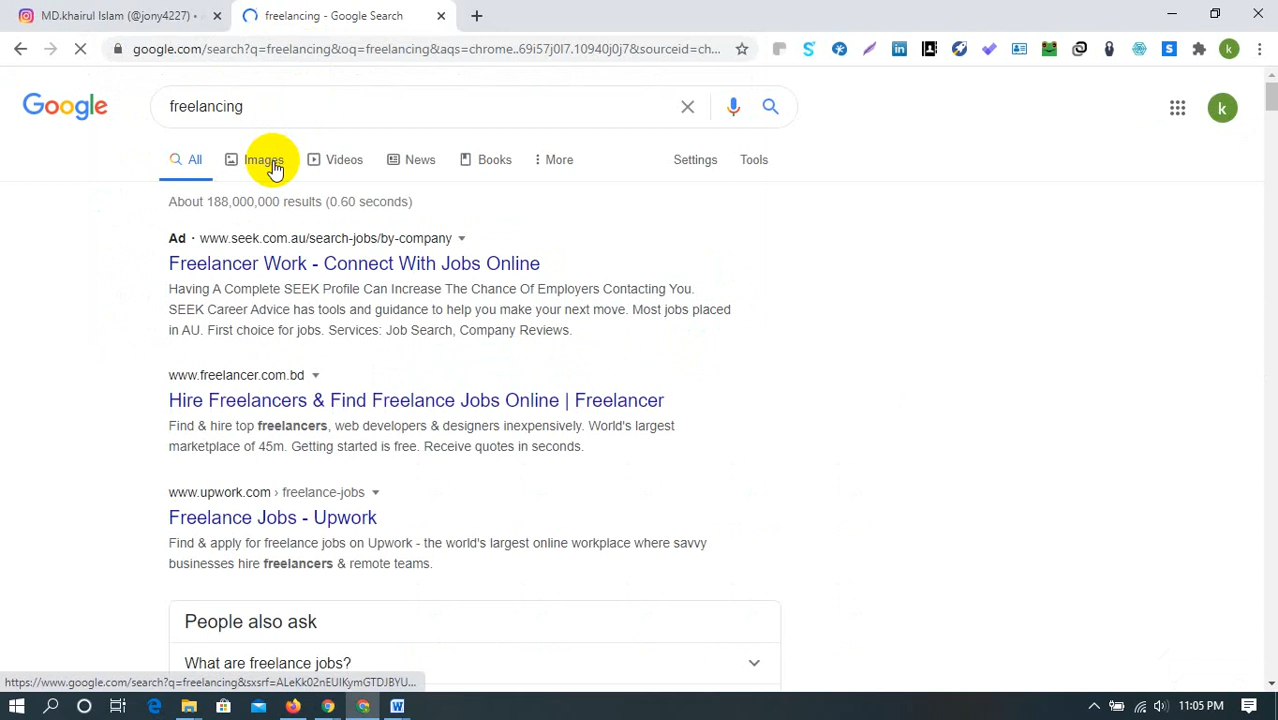 MD.khairul Islam (@jony4227) •
freelancing - Google Search
google.com/search?q=freelancing&oq=freelancing&aqs=chrome..69i57j0l7.10940j0j7&sourceid=ch...
k
Google
freelancing
k
All
Images
Videos
News
Books
More
Settings
Tools
About 188,000,000 results (0.60 seconds)
Ad · www.seek.com.au/search-jobs/by-company
Freelancer Work - Connect With Jobs Online
Having A Complete SEEK Profile Can Increase The Chance Of Employers Contacting You.
SEEK Career Advice has tools and guidance to help you make your next move. Most jobs placed
in AU. First choice for jobs. Services: Job Search, Company Reviews.
www.freelancer.com.bd
Hire Freelancers & Find Freelance Jobs Online | Freelancer
Find & hire top freelancers, web developers & designers inexpensively. World's largest
marketplace of 45m. Getting started is free. Receive quotes in seconds.
www.upwork.com › freelance-jobs
Freelance Jobs - Upwork
Find & apply for freelance jobs on Upwork - the world's largest online workplace where savvy
businesses hire freelancers & remote teams.
People also ask
What are freelance jobs?
https://www.google.com/search?q=freelancing&sxsrf=ALeKk02nEUIKymGTDJBYU...
11:05 PM